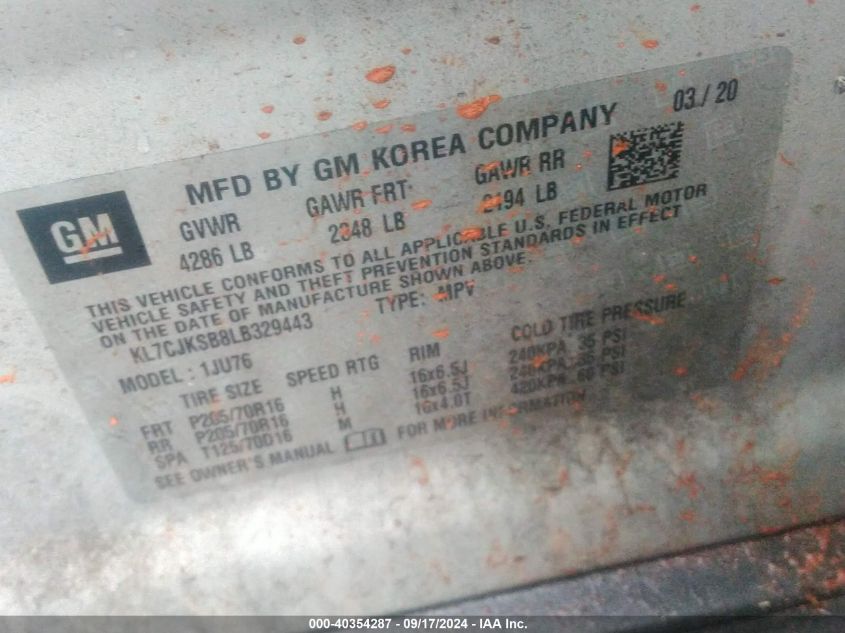 MFD BY GM KOREA COMPANY 03/20
GM
GVWR GAWR FRT GAWR RR
4286 LB 2348 LB 2194 LB
THIS VEHICLE CONFORMS TO ALL APPLICABLE U.S. FEDERAL MOTOR
VEHICLE SAFETY AND THEFT PREVENTION STANDARDS IN EFFECT
ON THE DATE OF MANUFACTURE SHOWN ABOVE.
KL7CJKSB8LB329443 TYPE: MPV
MODEL: 1JU76
TIRE SIZE SPEED RTG RIM COLD TIRE PRESSURE
FRT P205/70R16 H 16x6.5J 240KPA 35 PSI
RR P205/70R16 H 16x6.5J 240KPA 35 PSI
SPA T125/70D16 M 16x4.0T 420KPA 60 PSI
SEE OWNER'S MANUAL FOR MORE INFORMATION
000-40354287 - 09/17/2024 - IAA Inc.